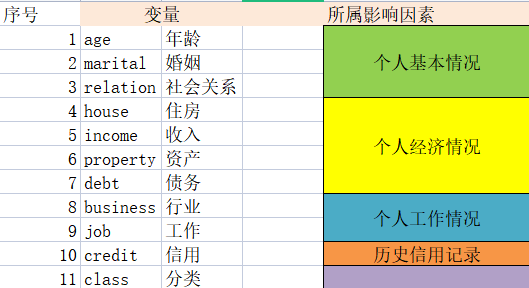 序号 变量 所属影响因素
1 age 年龄
2 marital 婚姻 个人基本情况
3 relation 社会关系
4 house 住房
5 income 收入
个人经济情况
6 property 资产
7 debt 债务
8 business 行业
个人工作情况
9 job 工作
10 credit 信用 历史信用记录
11 class 分类